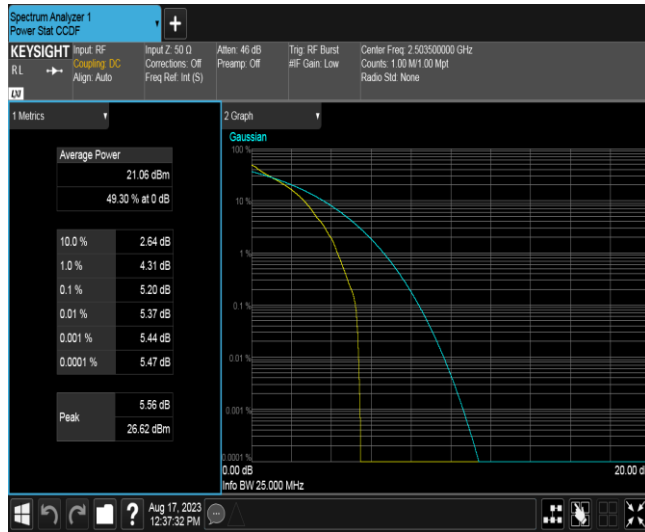 Spectrum Analyzer 1
Power Stat CCDF
+
KEYSIGHT
RL
LXI
Input: RF
Coupling: DC
Align: Auto
Input Z: 50 Ω
Corrections: Off
Freq Ref: Int (S)
Atten: 46 dB
Preamp: Off
Trig: RF Burst
#IF Gain: Low
Center Freq: 2.503500000 GHz
Counts: 1.00 M/1.00 Mpt
Radio Std: None
1 Metrics
Average Power
21.06 dBm
49.30 % at 0 dB
10.0 % 2.64 dB
1.0 % 4.31 dB
0.1 % 5.20 dB
0.01 % 5.37 dB
0.001 % 5.44 dB
0.0001 % 5.47 dB
Peak
5.56 dB
26.62 dBm
2 Graph
Gaussian
100 %
10 %
1 %
0.1 %
0.01 %
0.001 %
0.0001 %
0.00 dB
20.00 d
Info BW 25.000 MHz
?
Aug 17, 2023
12:37:32 PM